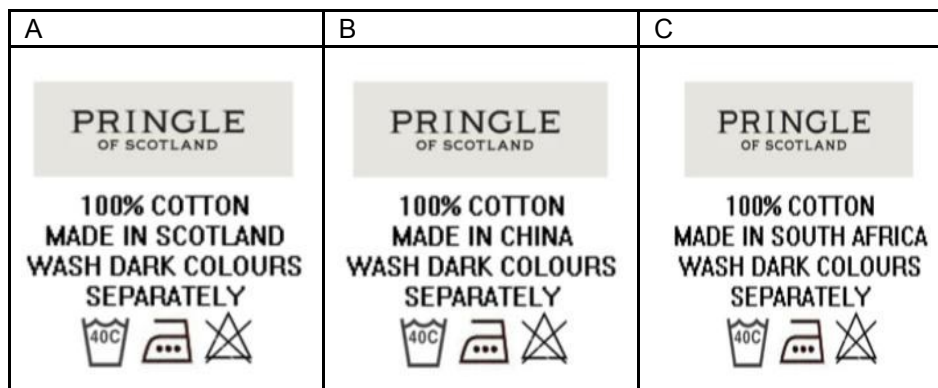 A
PRINGLE
OF SCOTLAND
100% COTTON
MADE IN SCOTLAND
WASH DARK COLOURS
SEPARATELY
40C
B
PRINGLE
OF SCOTLAND
100% COTTON
MADE IN CHINA
WASH DARK COLOURS
SEPARATELY
40C
C
PRINGLE
OF SCOTLAND
100% COTTON
MADE IN SOUTH AFRICA
WASH DARK COLOURS
SEPARATELY
40C